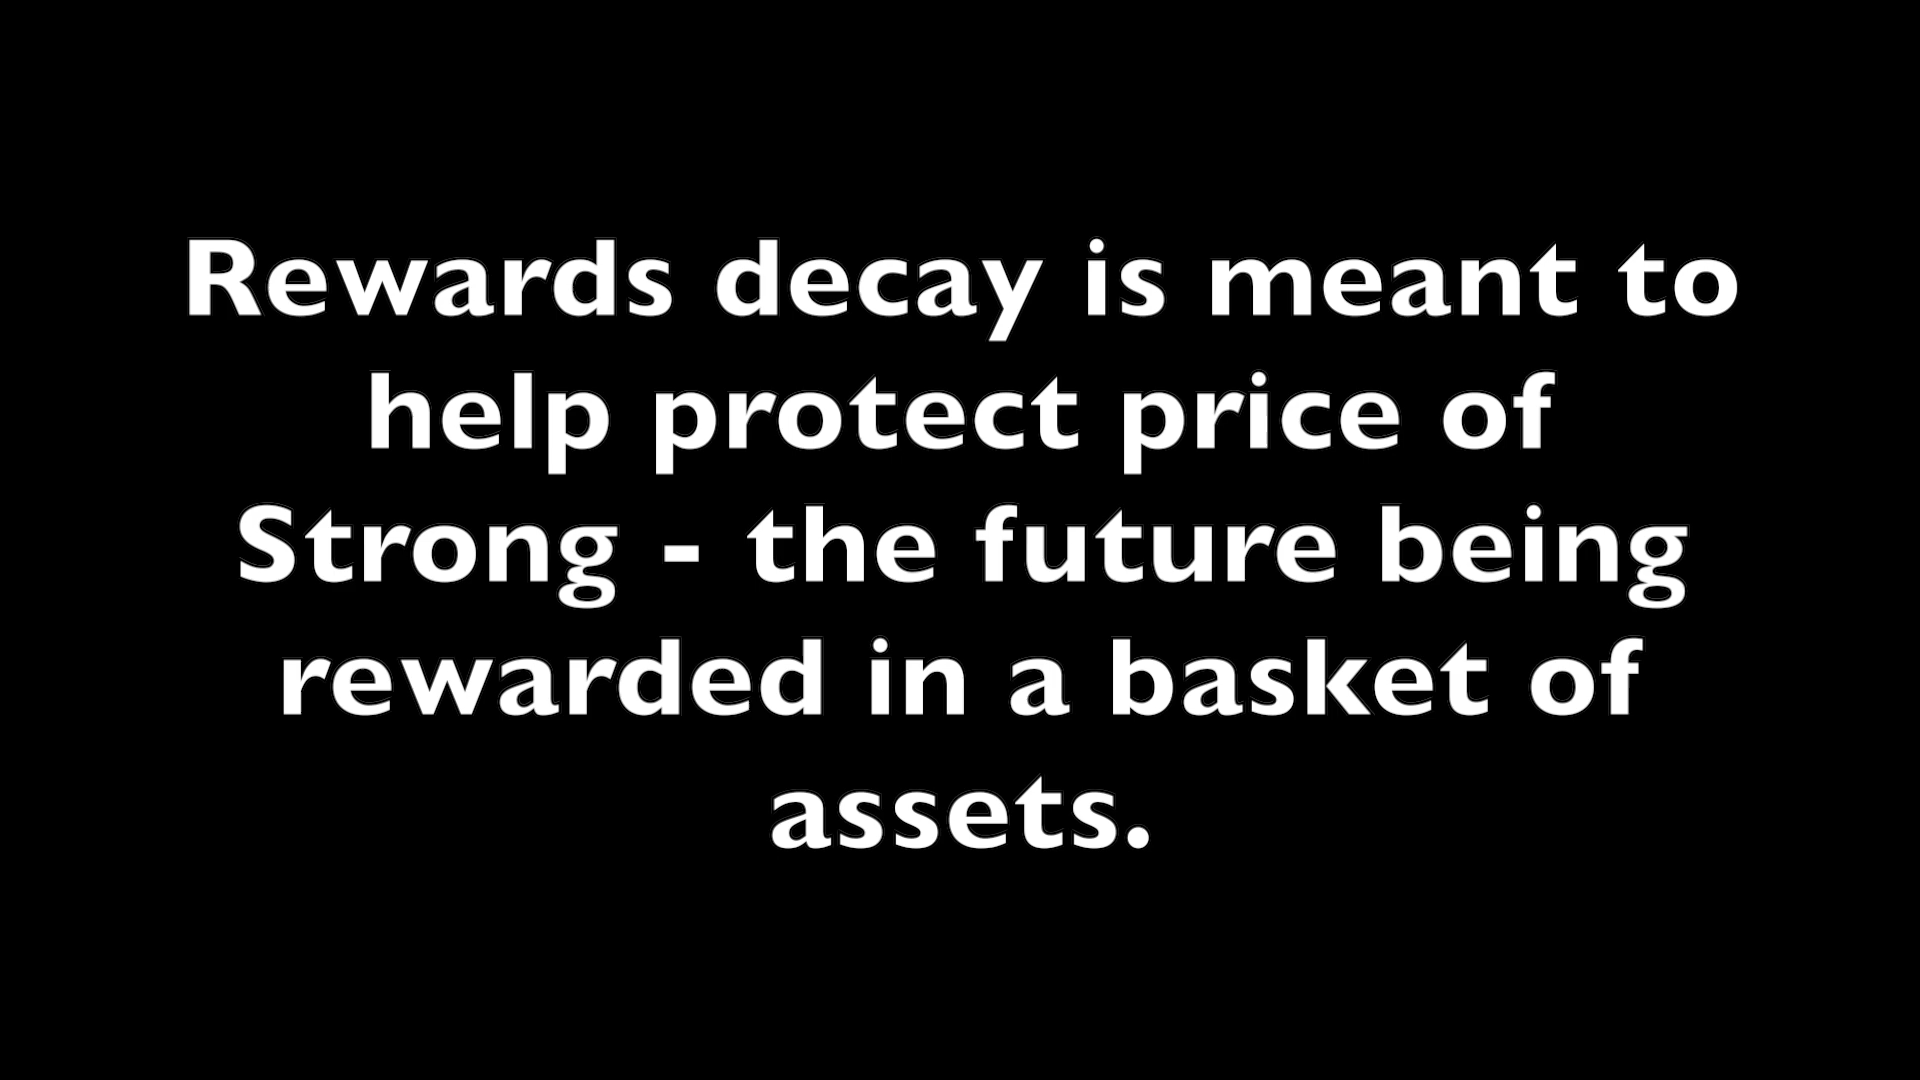 Rewards decay is meant to
help protect price of
Strong - the future being
rewarded in a basket of
assets.